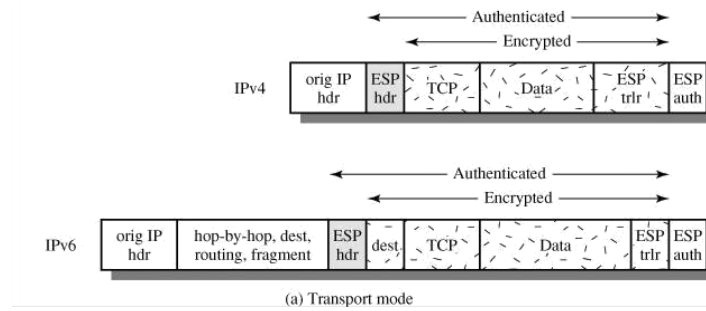 Authenticated
Encrypted
IPv4
orig IP
hdr
ESP
hdr
TCP
Data
ESP
trlr
ESP
auth
Authenticated
Encrypted
IPv6
orig IP
hdr
hop-by-hop, dest,
routing, fragment
ESP
hdr
dest
TCP
Data
ESP
trlr
ESP
auth
(a) Transport mode